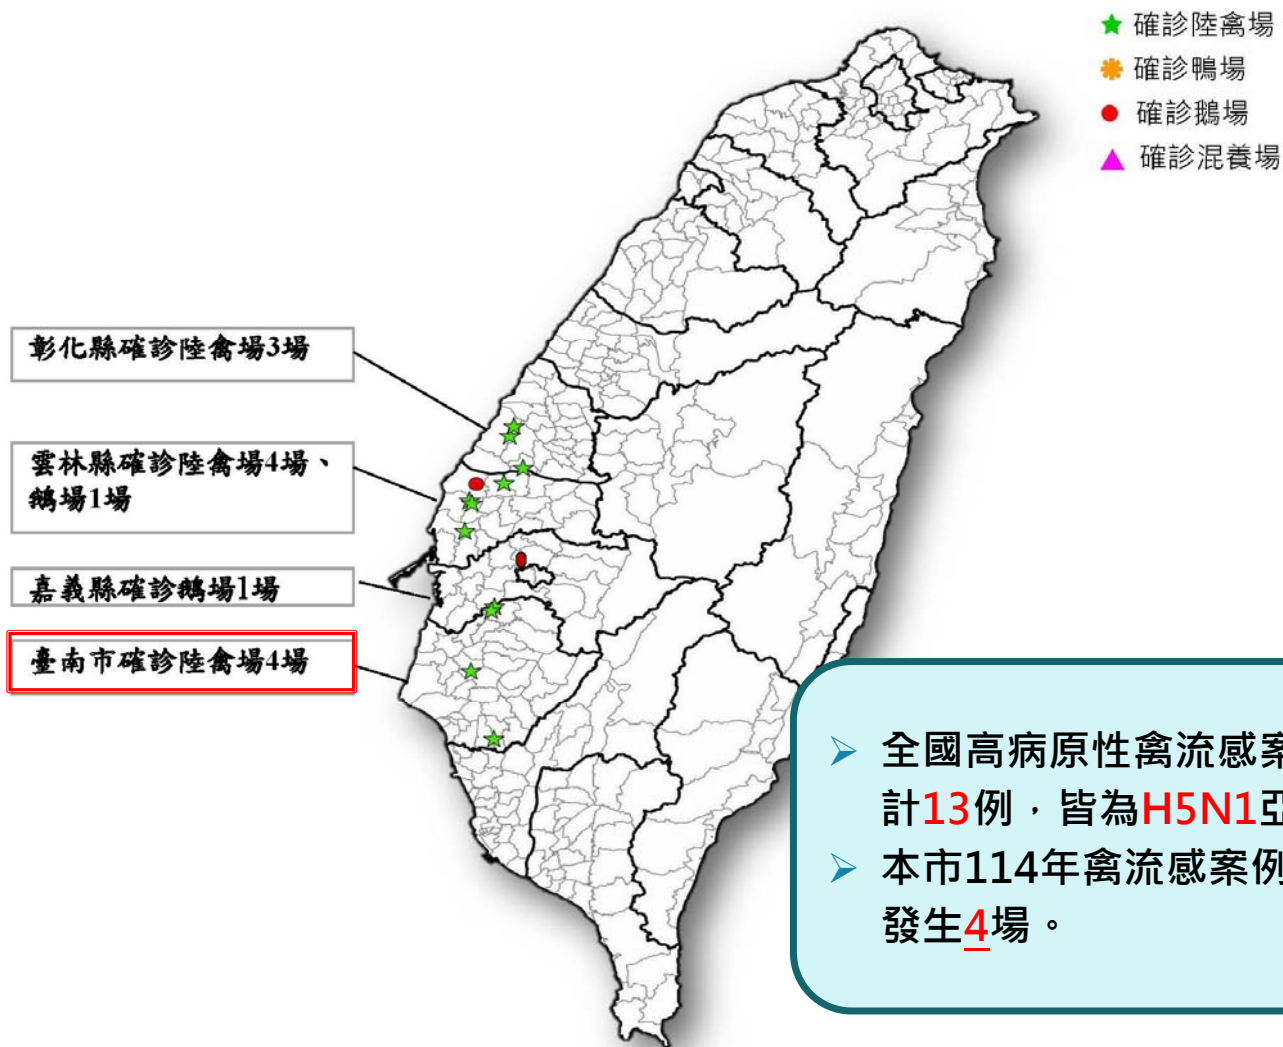 確診陸禽場
確診鴨場
確診鵝場
確診混養場
彰化縣確診陸禽場3場
雲林縣確診陸禽場4場、
鵝場1場
嘉義縣確診鵝場1場
臺南市確診陸禽場4場
➤ 全國高病原性禽流感案
計13例，皆為H5N1亞
➤ 本市114年禽流感案例
發生4場。